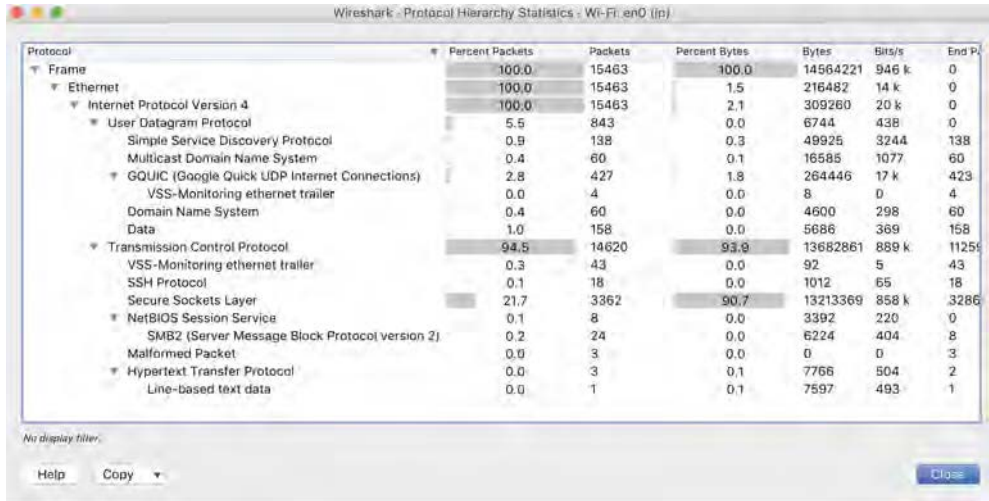 Wireshark - Protocol Hierarchy Statistics - Wi-Fi: en0 (ip)
Protocol Percent Packets Packets Percent Bytes Bytes Bits/s End Pa
Frame 100.0 15463 100.0 14564221 946 k 0
Ethernet 100.0 15463 1.5 216482 14 k 0
Internet Protocol Version 4 100.0 15463 2.1 309260 20 k 0
User Datagram Protocol 5.5 843 0.0 6744 438 0
Simple Service Discovery Protocol 0.9 138 0.3 49925 3244 138
Multicast Domain Name System 0.4 60 0.1 16585 1077 60
GQUIC (Google Quick UDP Internet Connections) 2.8 427 1.8 264446 17 k 423
VSS-Monitoring ethernet trailer 0.0 4 0.0 8 0 4
Domain Name System 0.4 60 0.0 4600 298 60
Data 1.0 158 0.0 5686 369 158
Transmission Control Protocol 94.5 14620 93.9 13682861 889 k 11259
VSS-Monitoring ethernet trailer 0.3 43 0.0 92 5 43
SSH Protocol 0.1 18 0.0 1012 65 18
Secure Sockets Layer 21.7 3362 90.7 13213369 858 k 3286
NetBIOS Session Service 0.1 8 0.0 3392 220 0
SMB2 (Server Message Block Protocol version 2) 0.2 24 0.0 6224 404 8
Malformed Packet 0.0 3 0.0 0 0 3
Hypertext Transfer Protocol 0.0 3 0.1 7766 504 2
Line-based text data 0.0 1 0.1 7597 493 1
No display filter.
Help Copy Close